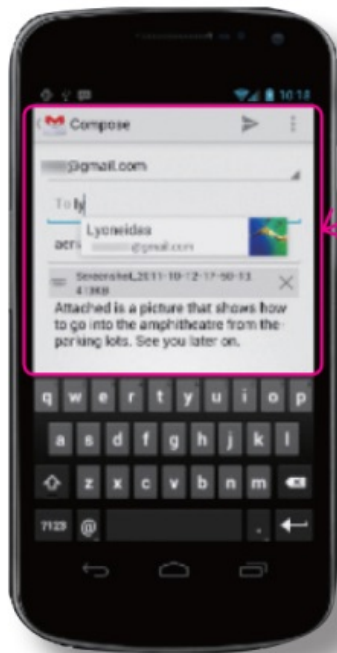 10:18
Compose
@gmail.com
To ly
Lyoneidas
@gmail.com
Screenshot_2011-10-12-17-50-13
413KB
Attached is a picture that shows how
to go into the amphitheatre from the
parking lots. See you later on.
q w e r t y u i o p
a s d f g h j k l
z x c v b n m
?123 @ .